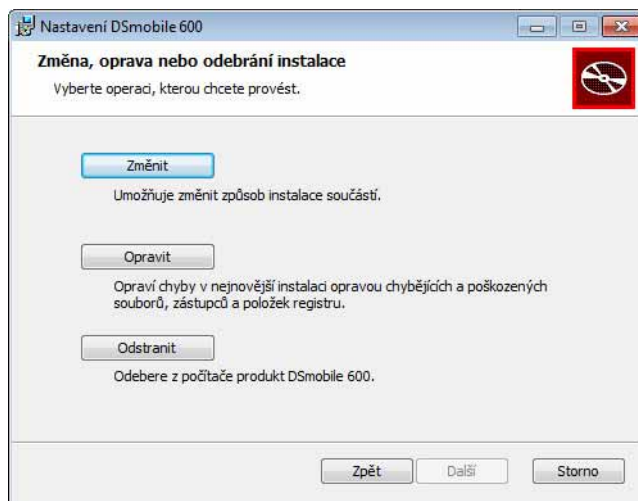 Nastavení DSmobile 600
Změna, oprava nebo odebrání instalace
Vyberte operaci, kterou chcete provést.
Změnit
Umožňuje změnit způsob instalace součástí.
Opravit
Opraví chyby v nejnovější instalaci opravou chybějících a poškozených
souborů, zástupců a položek registru.
Odstranit
Odebere z počítače produkt DSmobile 600.
Zpět
Další
Storno